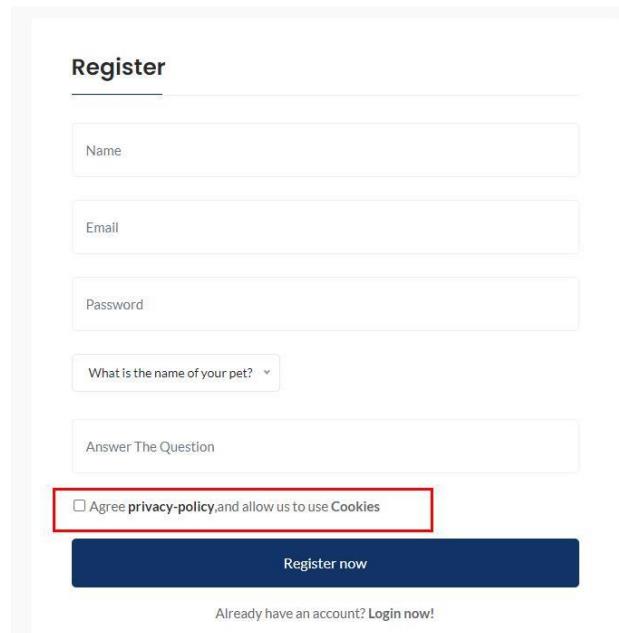 Register
Name
Email
Password
What is the name of your pet?
Answer The Question
Agree privacy-policy,and allow us to use Cookies
Register now
Already have an account? Login now!